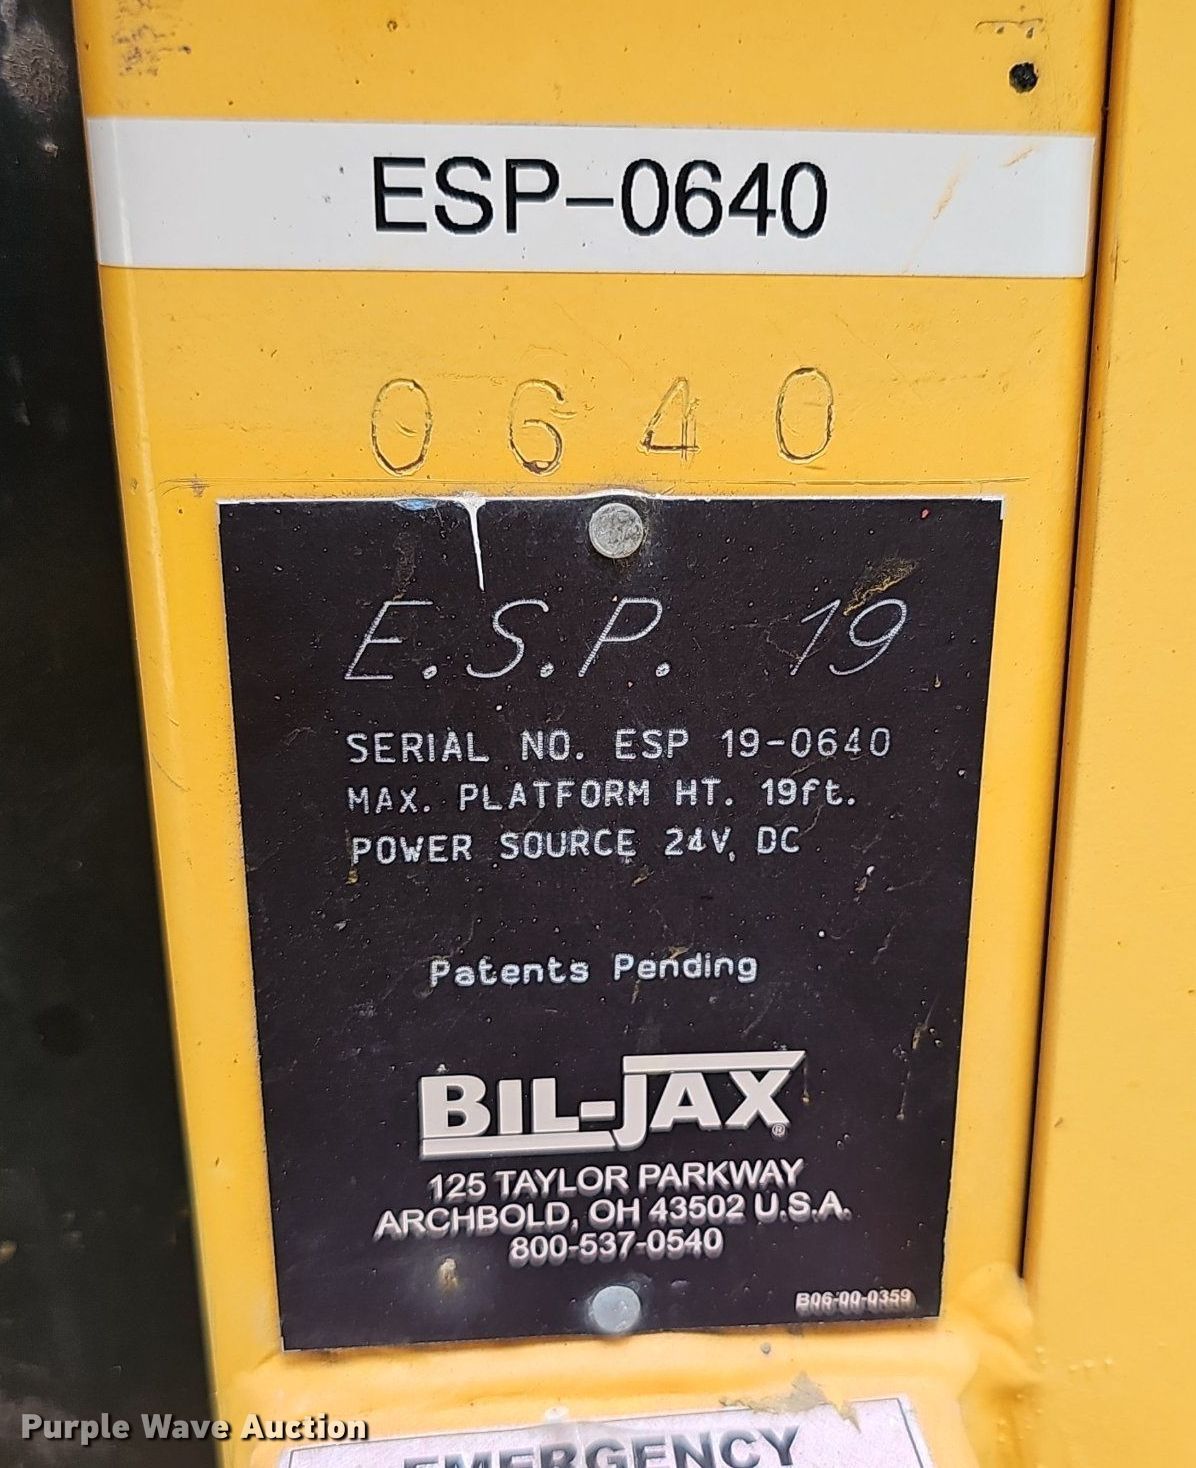 ESP-0640
0640
E.S.P. 19
SERIAL NO. ESP 19-0640
MAX. PLATFORM HT. 19ft.
POWER SOURCE 24V. DC
Patents Pending
BIL-JAX®
125 TAYLOR PARKWAY
ARCHBOLD, OH 43502 U.S.A.
800-537-0540
B06-00-0359
EMERGENCY
Purple Wave Auction